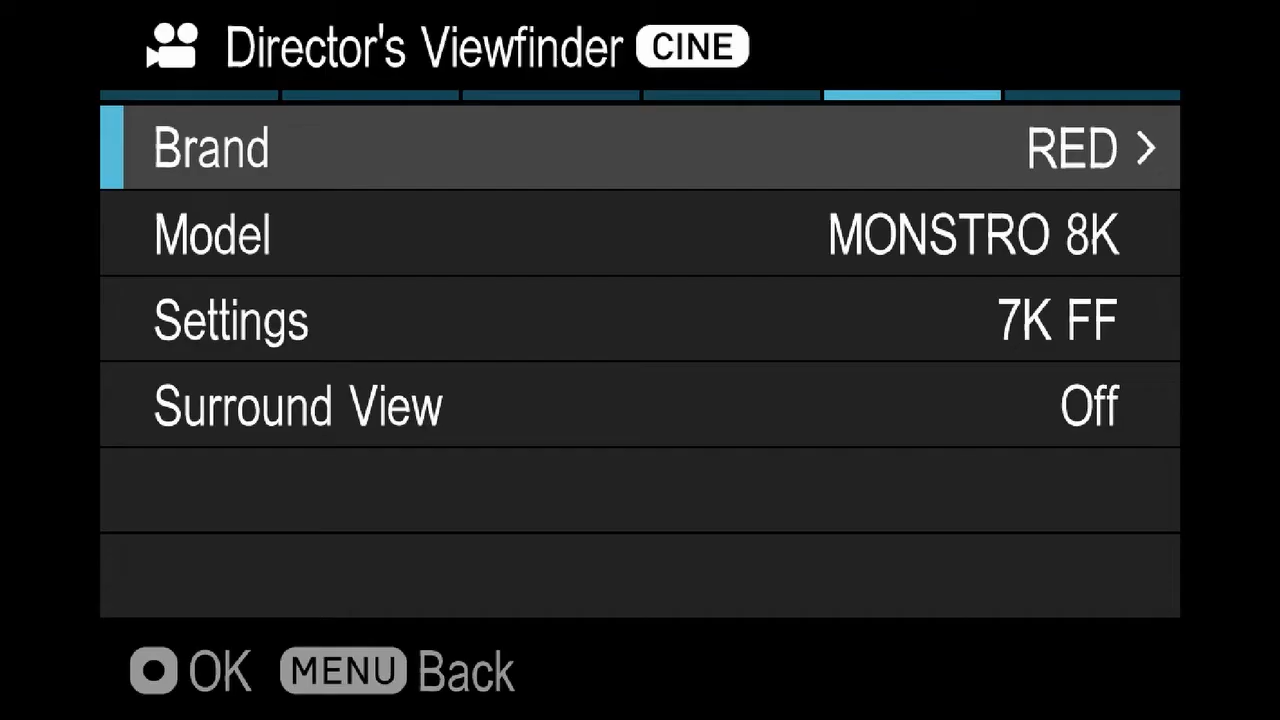 Director's Viewfinder CINE
Brand RED >
Model MONSTRO 8K
Settings 7K FF
Surround View Off
OK MENU Back